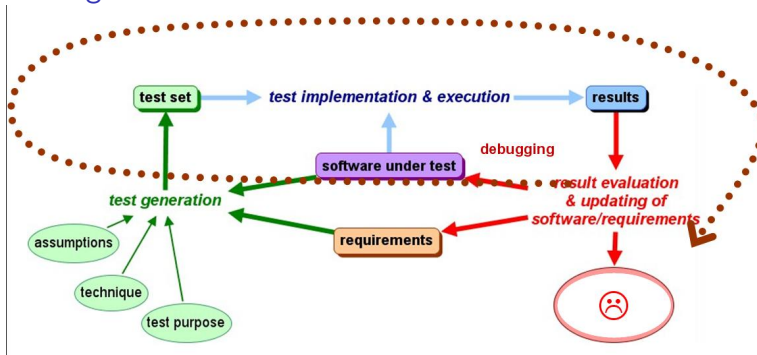 test set
test implementation & execution
results
debugging
software under test
result evaluation
& updating of
software/requirements
test generation
requirements
assumptions
technique
test purpose